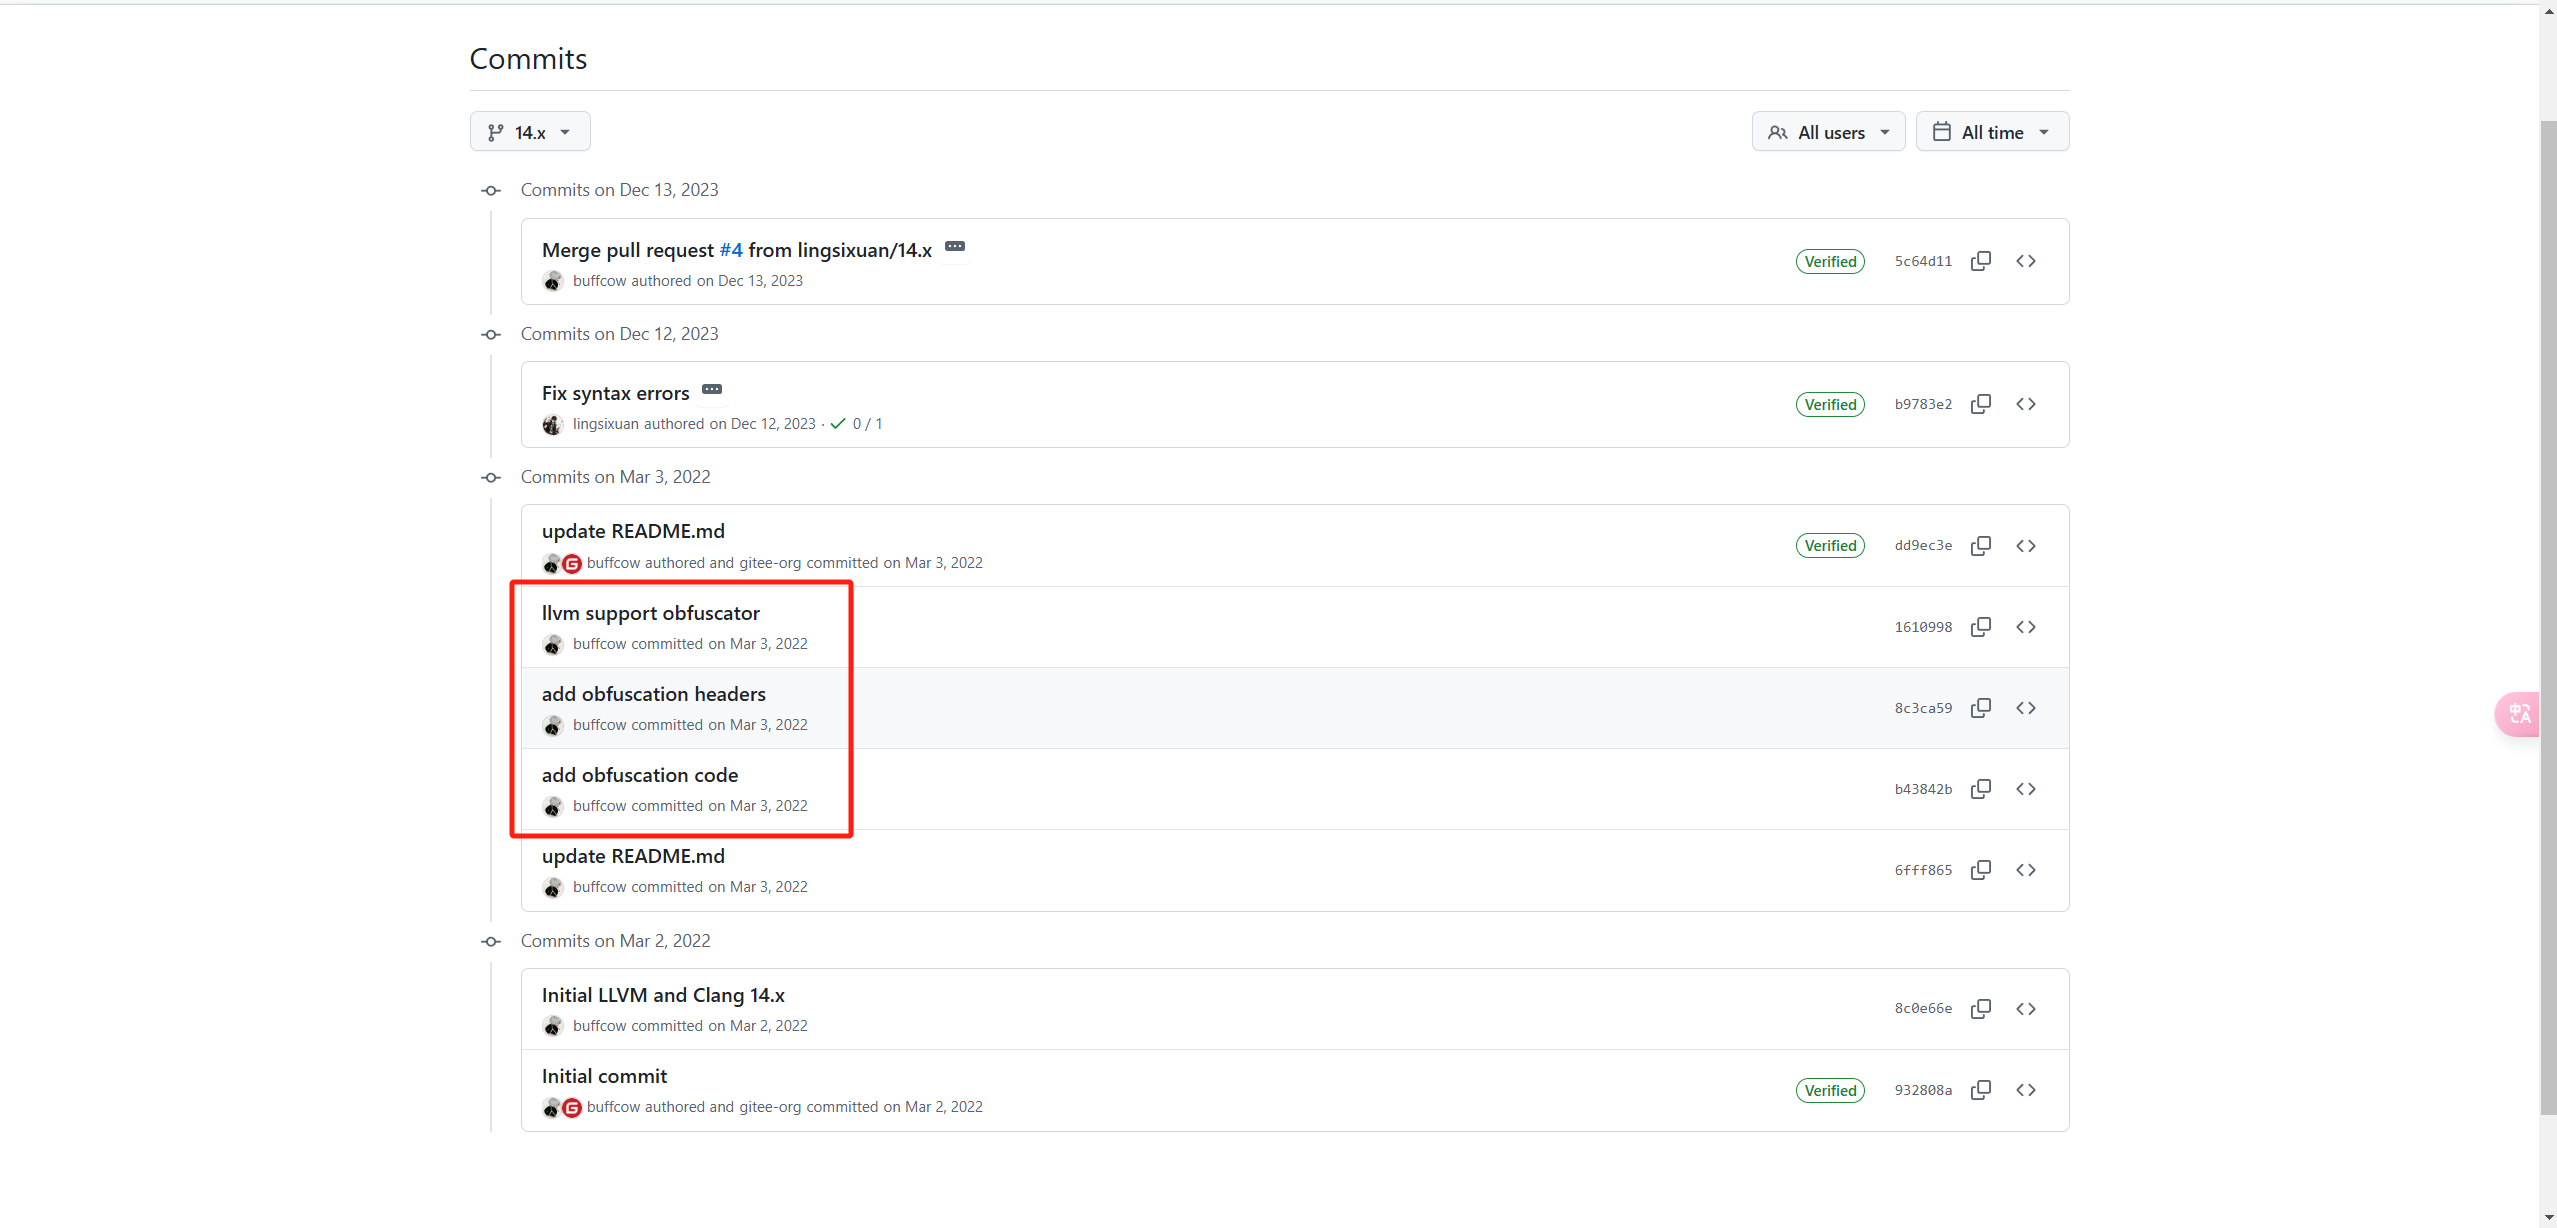 Commits
14.x
All users
All time
Commits on Dec 13, 2023
Merge pull request #4 from lingsixuan/14.x
buffcow authored on Dec 13, 2023
Verified
5c64d11
Commits on Dec 12, 2023
Fix syntax errors
lingsixuan authored on Dec 12, 2023 · 0 / 1
Verified
b9783e2
Commits on Mar 3, 2022
update README.md
buffcow authored and gitee-org committed on Mar 3, 2022
Verified
dd9ec3e
llvm support obfuscator
buffcow committed on Mar 3, 2022
1610998
add obfuscation headers
buffcow committed on Mar 3, 2022
8c3ca59
add obfuscation code
buffcow committed on Mar 3, 2022
b43842b
update README.md
buffcow committed on Mar 3, 2022
6fff865
Commits on Mar 2, 2022
Initial LLVM and Clang 14.x
buffcow committed on Mar 2, 2022
8c0e66e
Initial commit
buffcow authored and gitee-org committed on Mar 2, 2022
Verified
932808a
中A